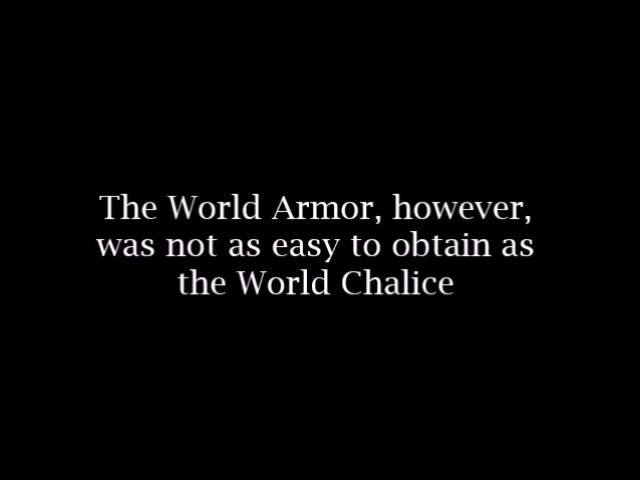 The World Armor, however,
was not as easy to obtain as
the World Chalice